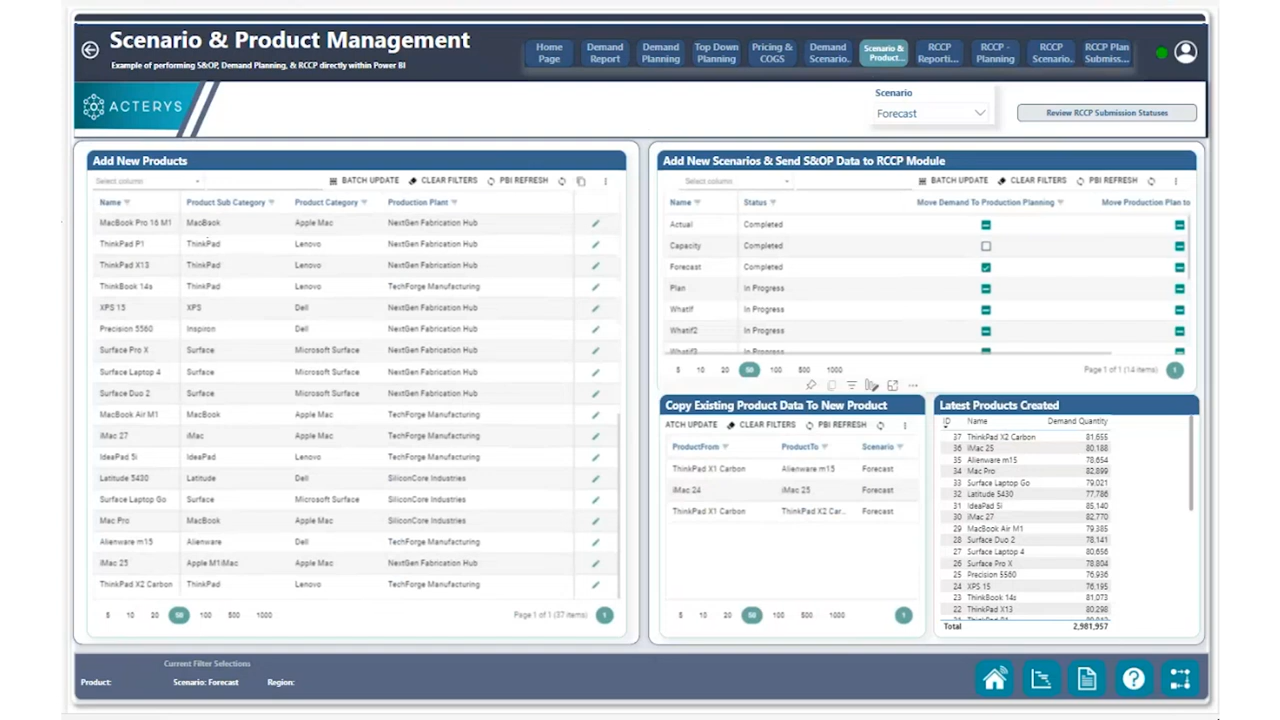 Scenario & Product Management
Example of performing S&OP, Demand Planning, & RCCP directly within Power BI
Home Page
Demand Report
Demand Planning
Top Down Planning
Pricing & COGS
Demand Scenario..
Scenario & Product...
RCCP Reporti...
RCCP - Planning
RCCP Scenario..
RCCP Plan Submiss...
ACTERYS
Scenario
Forecast
Review RCCP Submission Statuses
Add New Products
Select column
BATCH UPDATE CLEAR FILTERS PBI REFRESH
Name Product Sub Category Product Category Production Plant
MacBook Pro 16 M1 MacBook Apple Mac NextGen Fabrication Hub
ThinkPad P1 ThinkPad Lenovo NextGen Fabrication Hub
ThinkPad X13 ThinkPad Lenovo NextGen Fabrication Hub
ThinkBook 14s ThinkPad Lenovo TechForge Manufacturing
XPS 15 XPS Dell NextGen Fabrication Hub
Precision 5560 Inspiron Dell NextGen Fabrication Hub
Surface Pro X Surface Microsoft Surface NextGen Fabrication Hub
Surface Laptop 4 Surface Microsoft Surface NextGen Fabrication Hub
Surface Duo 2 Surface Microsoft Surface NextGen Fabrication Hub
MacBook Air M1 MacBook Apple Mac TechForge Manufacturing
iMac 27 iMac Apple Mac TechForge Manufacturing
IdeaPad 5i IdeaPad Lenovo TechForge Manufacturing
Latitude 5430 Latitude Dell SiliconCore Industries
Surface Laptop Go Surface Microsoft Surface SiliconCore Industries
Mac Pro MacBook Apple Mac SiliconCore Industries
Alienware m15 Alienware Dell TechForge Manufacturing
iMac 25 Apple M1iMac Apple Mac TechForge Manufacturing
ThinkPad X2 Carbon ThinkPad Lenovo TechForge Manufacturing
5 10 20 50 100 500 1000 Page 1 of 1 (37 items) 1
Add New Scenarios & Send S&OP Data to RCCP Module
Select column
BATCH UPDATE CLEAR FILTERS PBI REFRESH
Name Status Move Demand To Production Planning Move Production Plan to
Actual Completed
Capacity Completed
Forecast Completed
Plan In Progress
WhatIf In Progress
WhatIf2 In Progress
WhatIf3 In Progress
5 10 20 50 100 500 1000 Page 1 of 1 (14 items) 1
Copy Existing Product Data To New Product
ATCH UPDATE CLEAR FILTERS PBI REFRESH
ProductFrom ProductTo Scenario
ThinkPad X1 Carbon Alienware m15 Forecast
iMac 24 iMac 25 Forecast
ThinkPad X1 Carbon ThinkPad X2 Car.. Forecast
5 10 20 50 100 500 1000 1
Latest Products Created
ID Name Demand Quantity
37 ThinkPad X2 Carbon 81,655
36 iMac 25 80,188
35 Alienware m15 78,654
34 Mac Pro 82,899
33 Surface Laptop Go 79,021
32 Latitude 5430 77,786
31 IdeaPad 5i 85,140
30 iMac 27 82,770
29 MacBook Air M1 79,385
28 Surface Duo 2 78,141
27 Surface Laptop 4 80,656
26 Surface Pro X 78,804
25 Precision 5560 76,936
24 XPS 15 76,195
23 ThinkBook 14s 81,073
22 ThinkPad X13 80,298
Total 2,981,957
Current Filter Selections
Product: Scenario: Forecast Region: